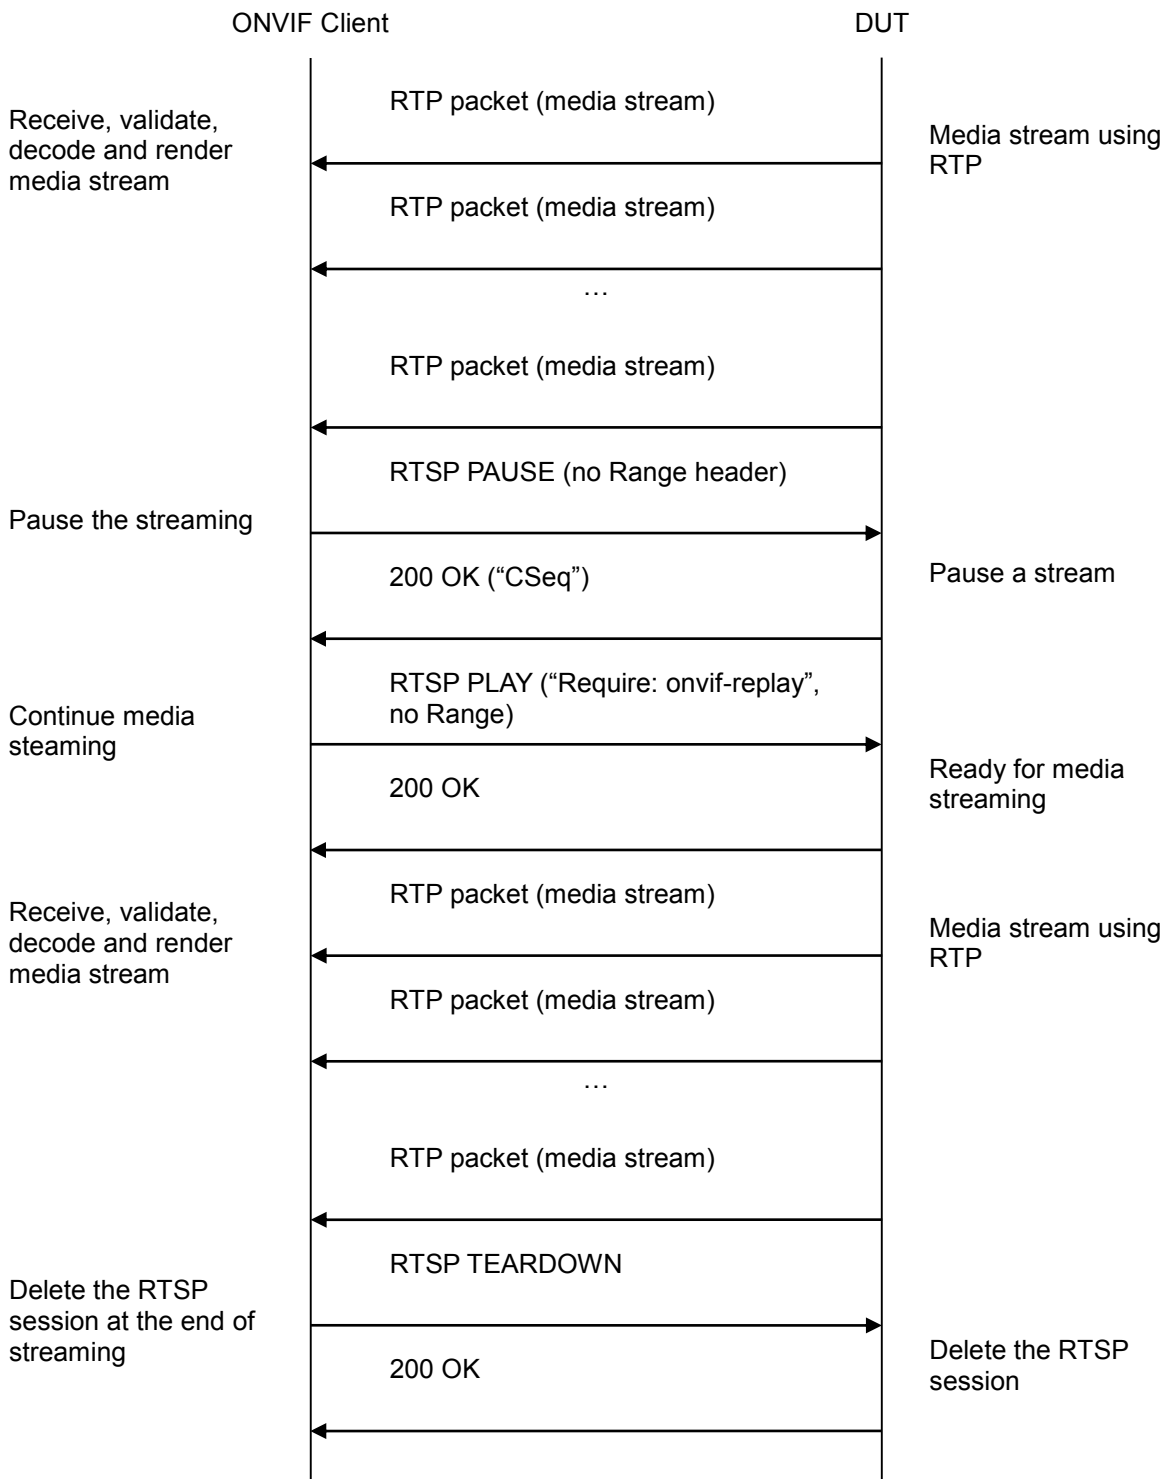 ONVIF Client
DUT
RTP packet (media stream)
Receive, validate,
decode and render
media stream
Media stream using
RTP
RTP packet (media stream)
…
RTP packet (media stream)
RTSP PAUSE (no Range header)
Pause the streaming
200 OK (“CSeq”)
Pause a stream
RTSP PLAY (“Require: onvif-replay”,
no Range)
Continue media
steaming
200 OK
Ready for media
streaming
RTP packet (media stream)
Receive, validate,
decode and render
media stream
Media stream using
RTP
RTP packet (media stream)
…
RTP packet (media stream)
RTSP TEARDOWN
Delete the RTSP
session at the end of
streaming
200 OK
Delete the RTSP
session